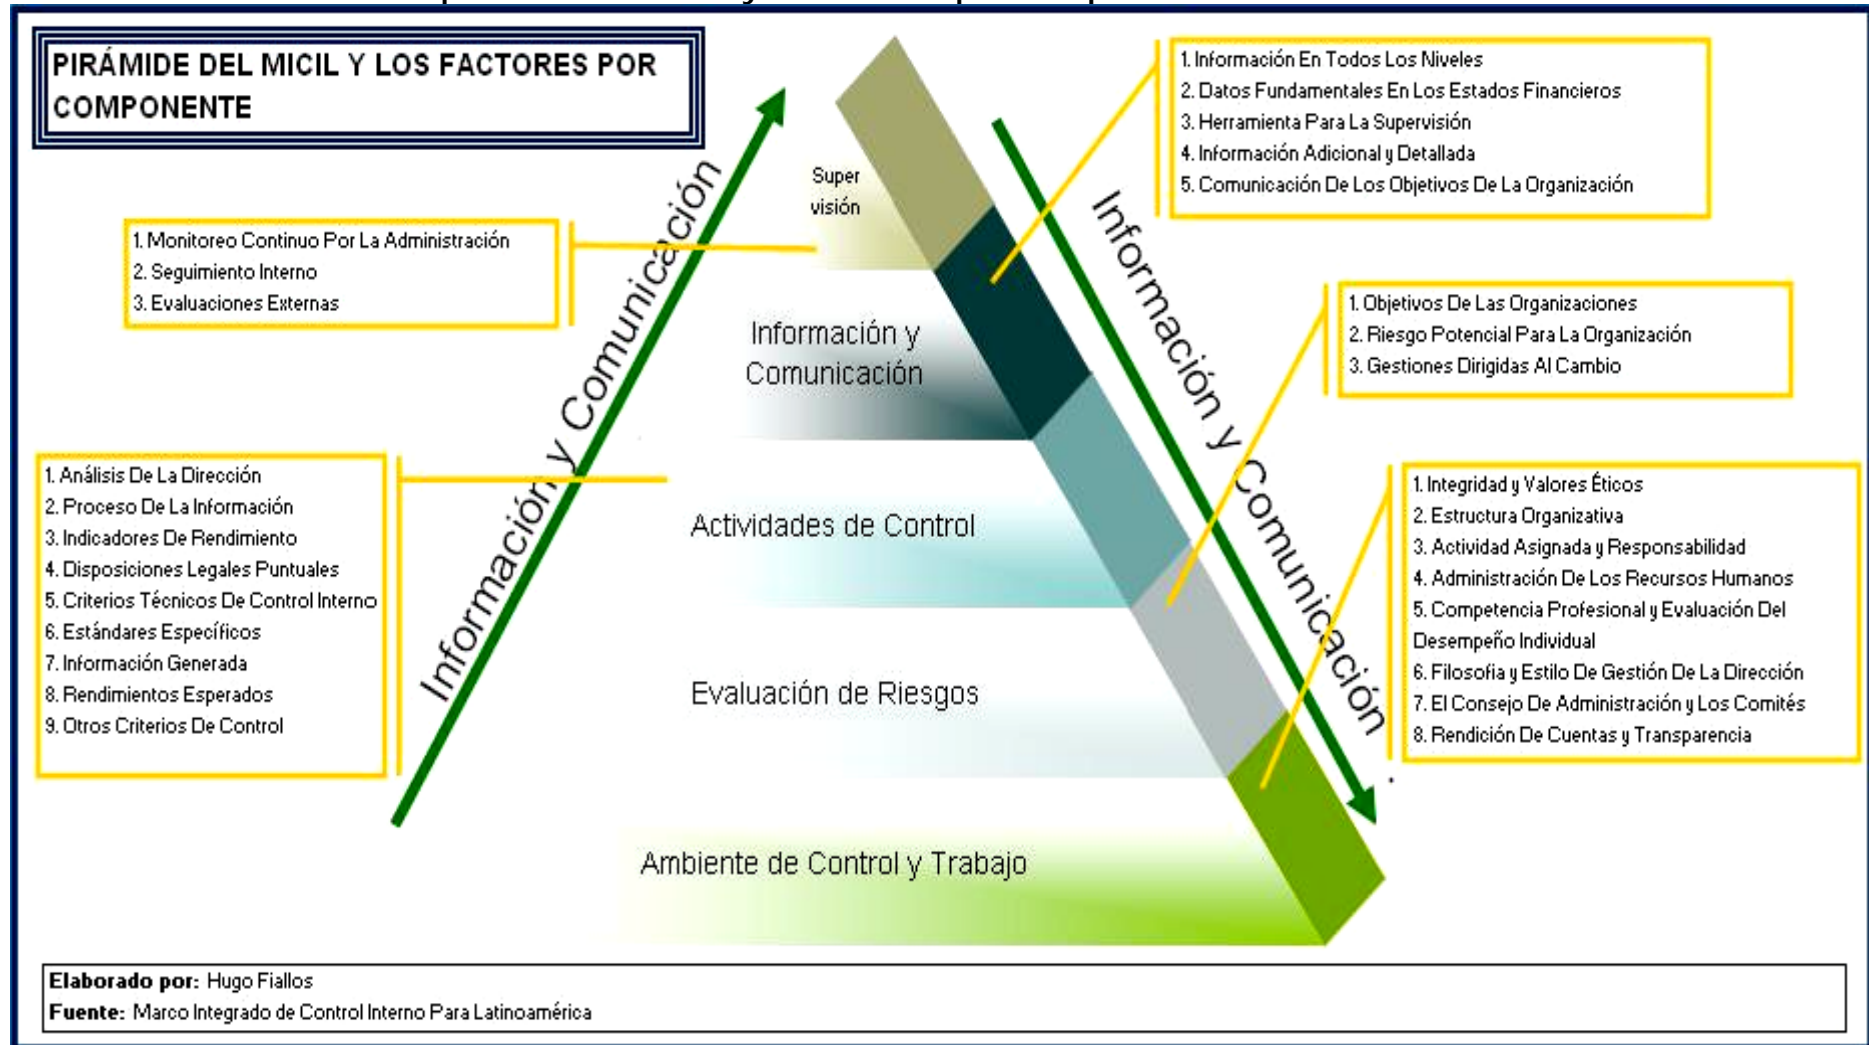 PIRÁMIDE DEL MICIL Y LOS FACTORES POR
COMPONENTE
1. Información En Todos Los Niveles
2. Datos Fundamentales En Los Estados Financieros
3. Herramienta Para La Supervisión
4. Información Adicional y Detallada
5. Comunicación De Los Objetivos De La Organización
Super
visión
1. Monitoreo Continuo Por La Administración
2. Seguimiento Interno
3. Evaluaciones Externas
Información y Comunicación
Información y Comunicación
1. Objetivos De Las Organizaciones
2. Riesgo Potencial Para La Organización
3. Gestiones Dirigidas Al Cambio
Información y
Comunicación
1. Análisis De La Dirección
2. Proceso De La Información
3. Indicadores De Rendimiento
4. Disposiciones Legales Puntuales
5. Criterios Técnicos De Control Interno
6. Estándares Específicos
7. Información Generada
8. Rendimientos Esperados
9. Otros Criterios De Control
Actividades de Control
1. Integridad y Valores Éticos
2. Estructura Organizativa
3. Actividad Asignada y Responsabilidad
4. Administración De Los Recursos Humanos
5. Competencia Profesional y Evaluación Del
Desempeño Individual
6. Filosofia y Estilo De Gestión De La Dirección
7. El Consejo De Administración y Los Comités
8. Rendición De Cuentas y Transparencia
Evaluación de Riesgos
Ambiente de Control y Trabajo
Elaborado por: Hugo Fiallos
Fuente: Marco Integrado de Control Interno Para Latinoamérica